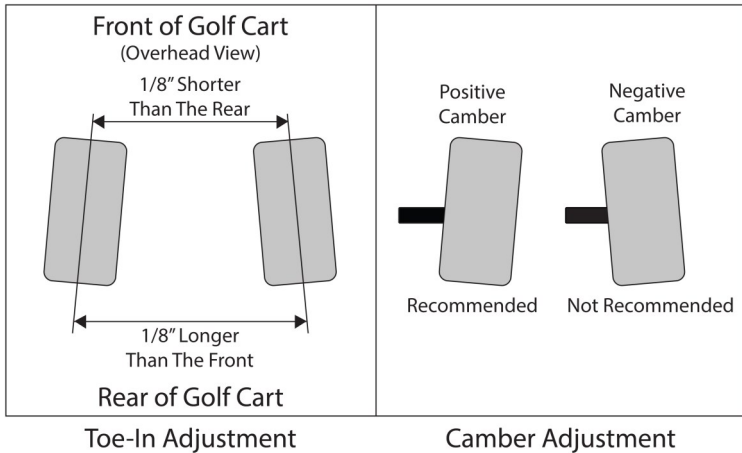 Front of Golf Cart
(Overhead View)
1/8” Shorter
Than The Rear
1/8” Longer
Than The Front
Rear of Golf Cart
Toe-In Adjustment
Positive
Camber
Negative
Camber
Recommended
Not Recommended
Camber Adjustment